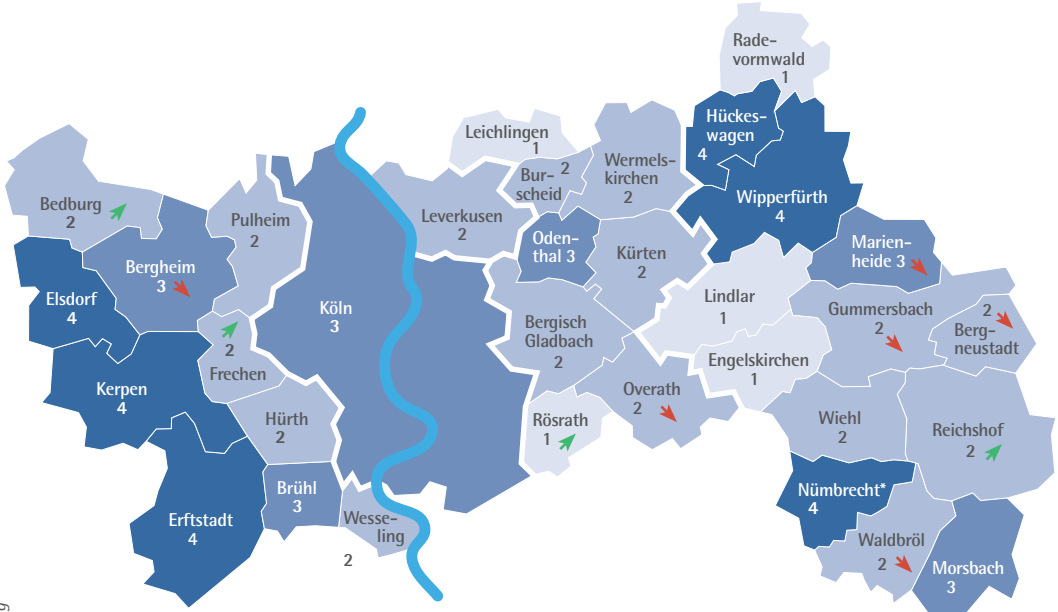 Rade-
vormwald
1
Hückes-
wagen
4
Leichlingen
1
Bur-
scheid
2
Wermels-
kirchen
2
Wipperfürth
4
Bedburg
2
Pulheim
2
Leverkusen
2
Oden-
thal 3
Kürten
2
Marien-
heide 3
Bergheim
3
Elsdorf
4
Köln
3
Lindlar
1
Gummersbach
2
2
Berg-
neustadt
Bergisch
Gladbach
2
2
Frechen
Engelskirchen
1
Kerpen
4
Overath
2
Hürth
2
Rösrath
1
Wiehl
2
Reichshof
2
Brühl
3
Nümbrecht*
4
Erftstadt
4
Wesse-
ling
2
Waldbröl
2
Morsbach
3
g